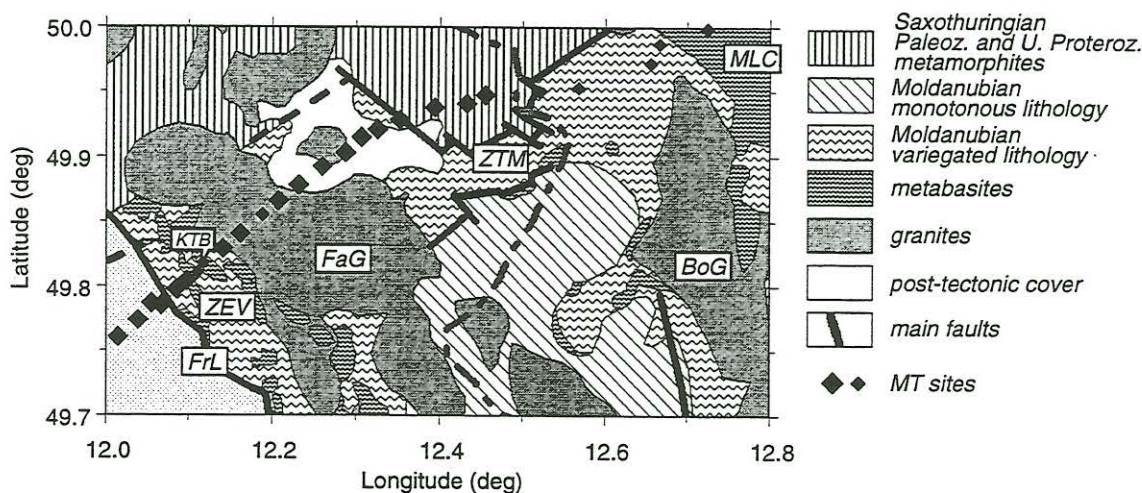 50.0
49.9
49.8
49.7
Latitude (deg)
12.0
12.2
12.4
12.6
12.8
Longitude (deg)
MLC
ZTM
KTB
FaG
BoG
ZEV
FrL
Saxothuringian
Paleoz. and U. Proteroz.
metamorphites
Moldanubian
monotonous lithology
Moldanubian
variegated lithology
metabasites
granites
post-tectonic cover
main faults
MT sites